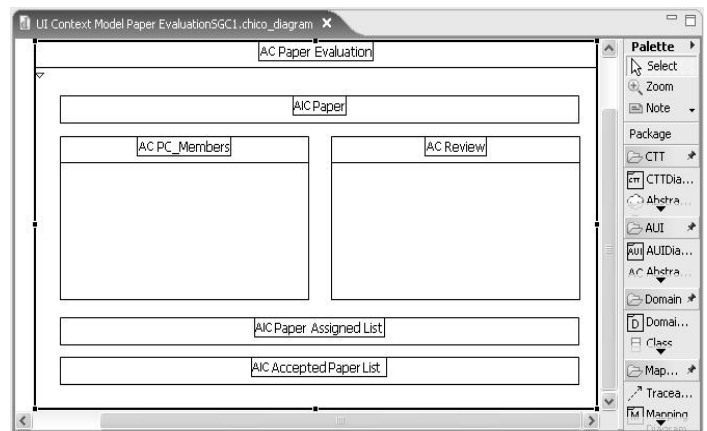 UI Context Model Paper EvaluationSGC1.chico_diagram
AC Paper Evaluation
AIC Paper
AC PC_Members
AC Review
AIC Paper Assigned List
AIC Accepted Paper List
Palette
Select
Zoom
Note
Package
CTT
CTTDia...
Abstra...
AUI
AUIDia...
AC Abstra...
Domain
Domai...
Class
Map...
Tracea...
Mapping
Diagram